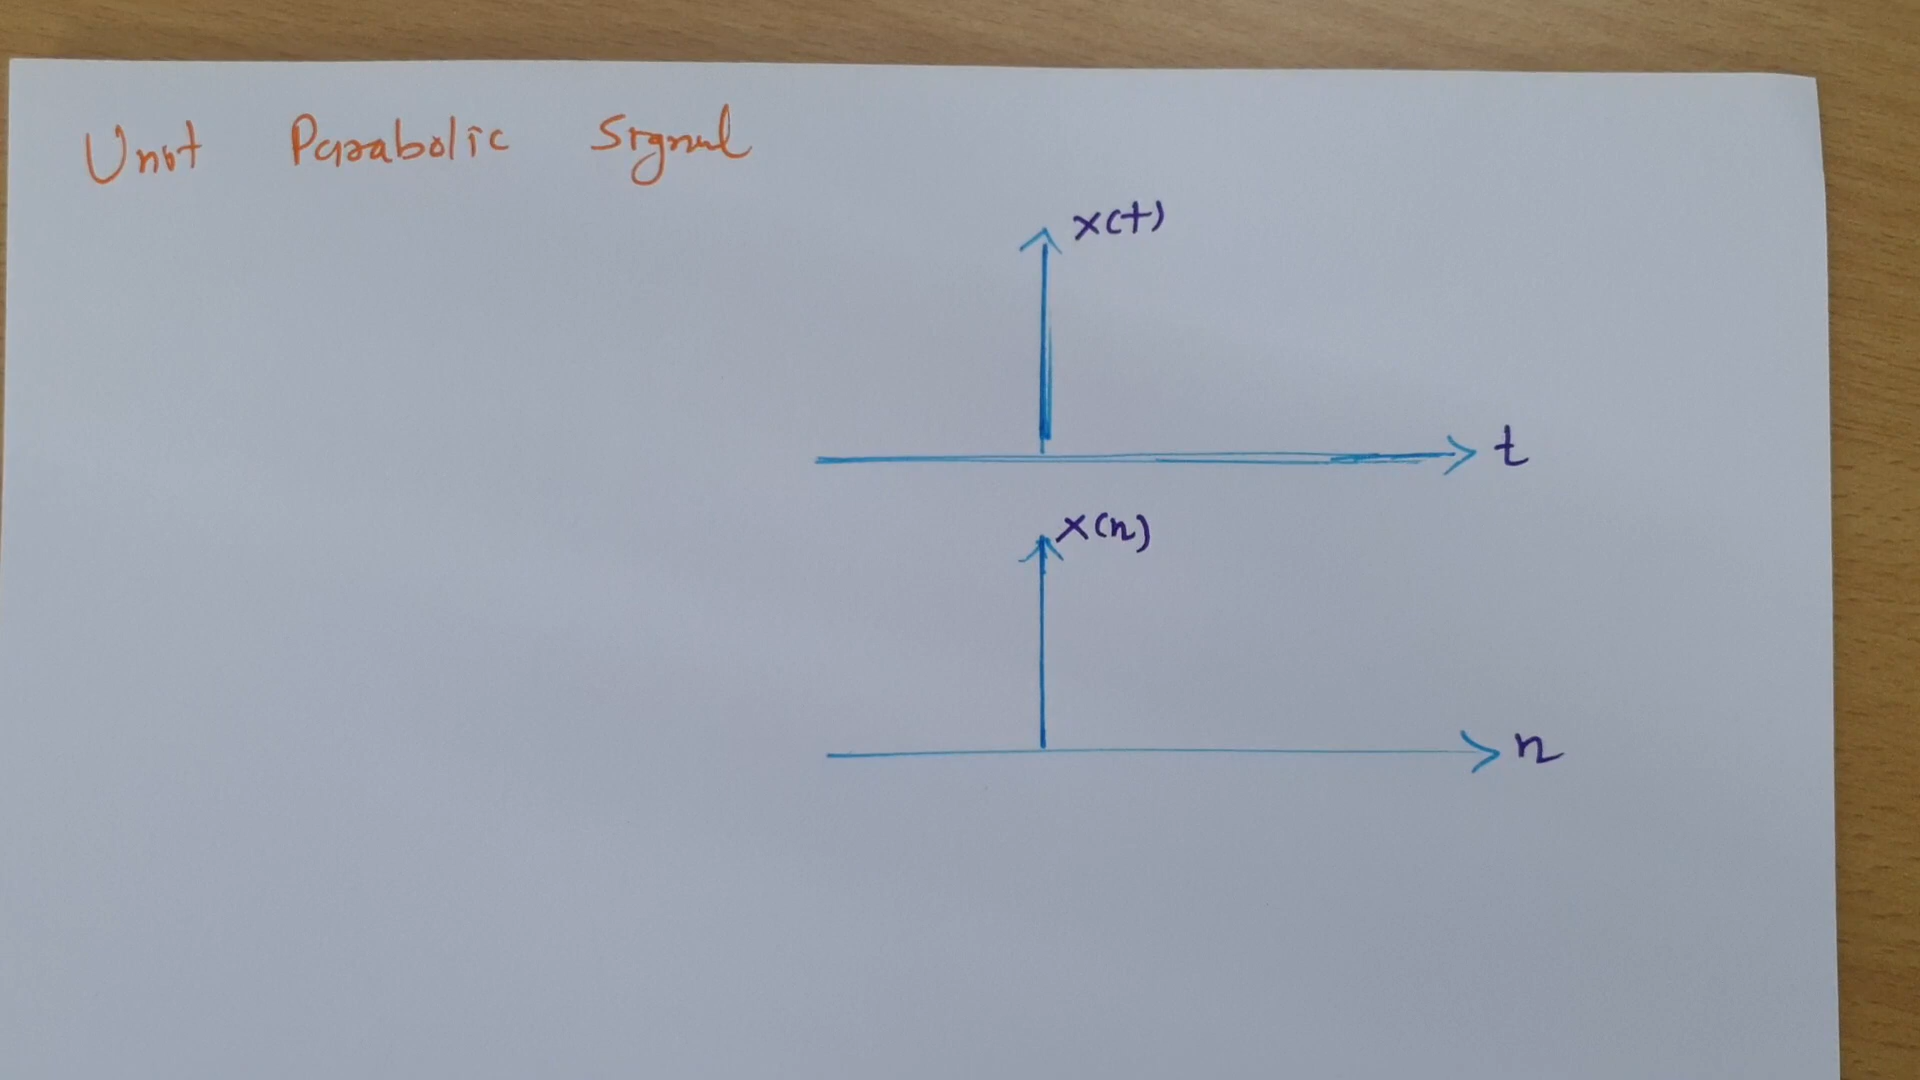 Unit Parabolic Signal
x(t)
t
x(n)
n